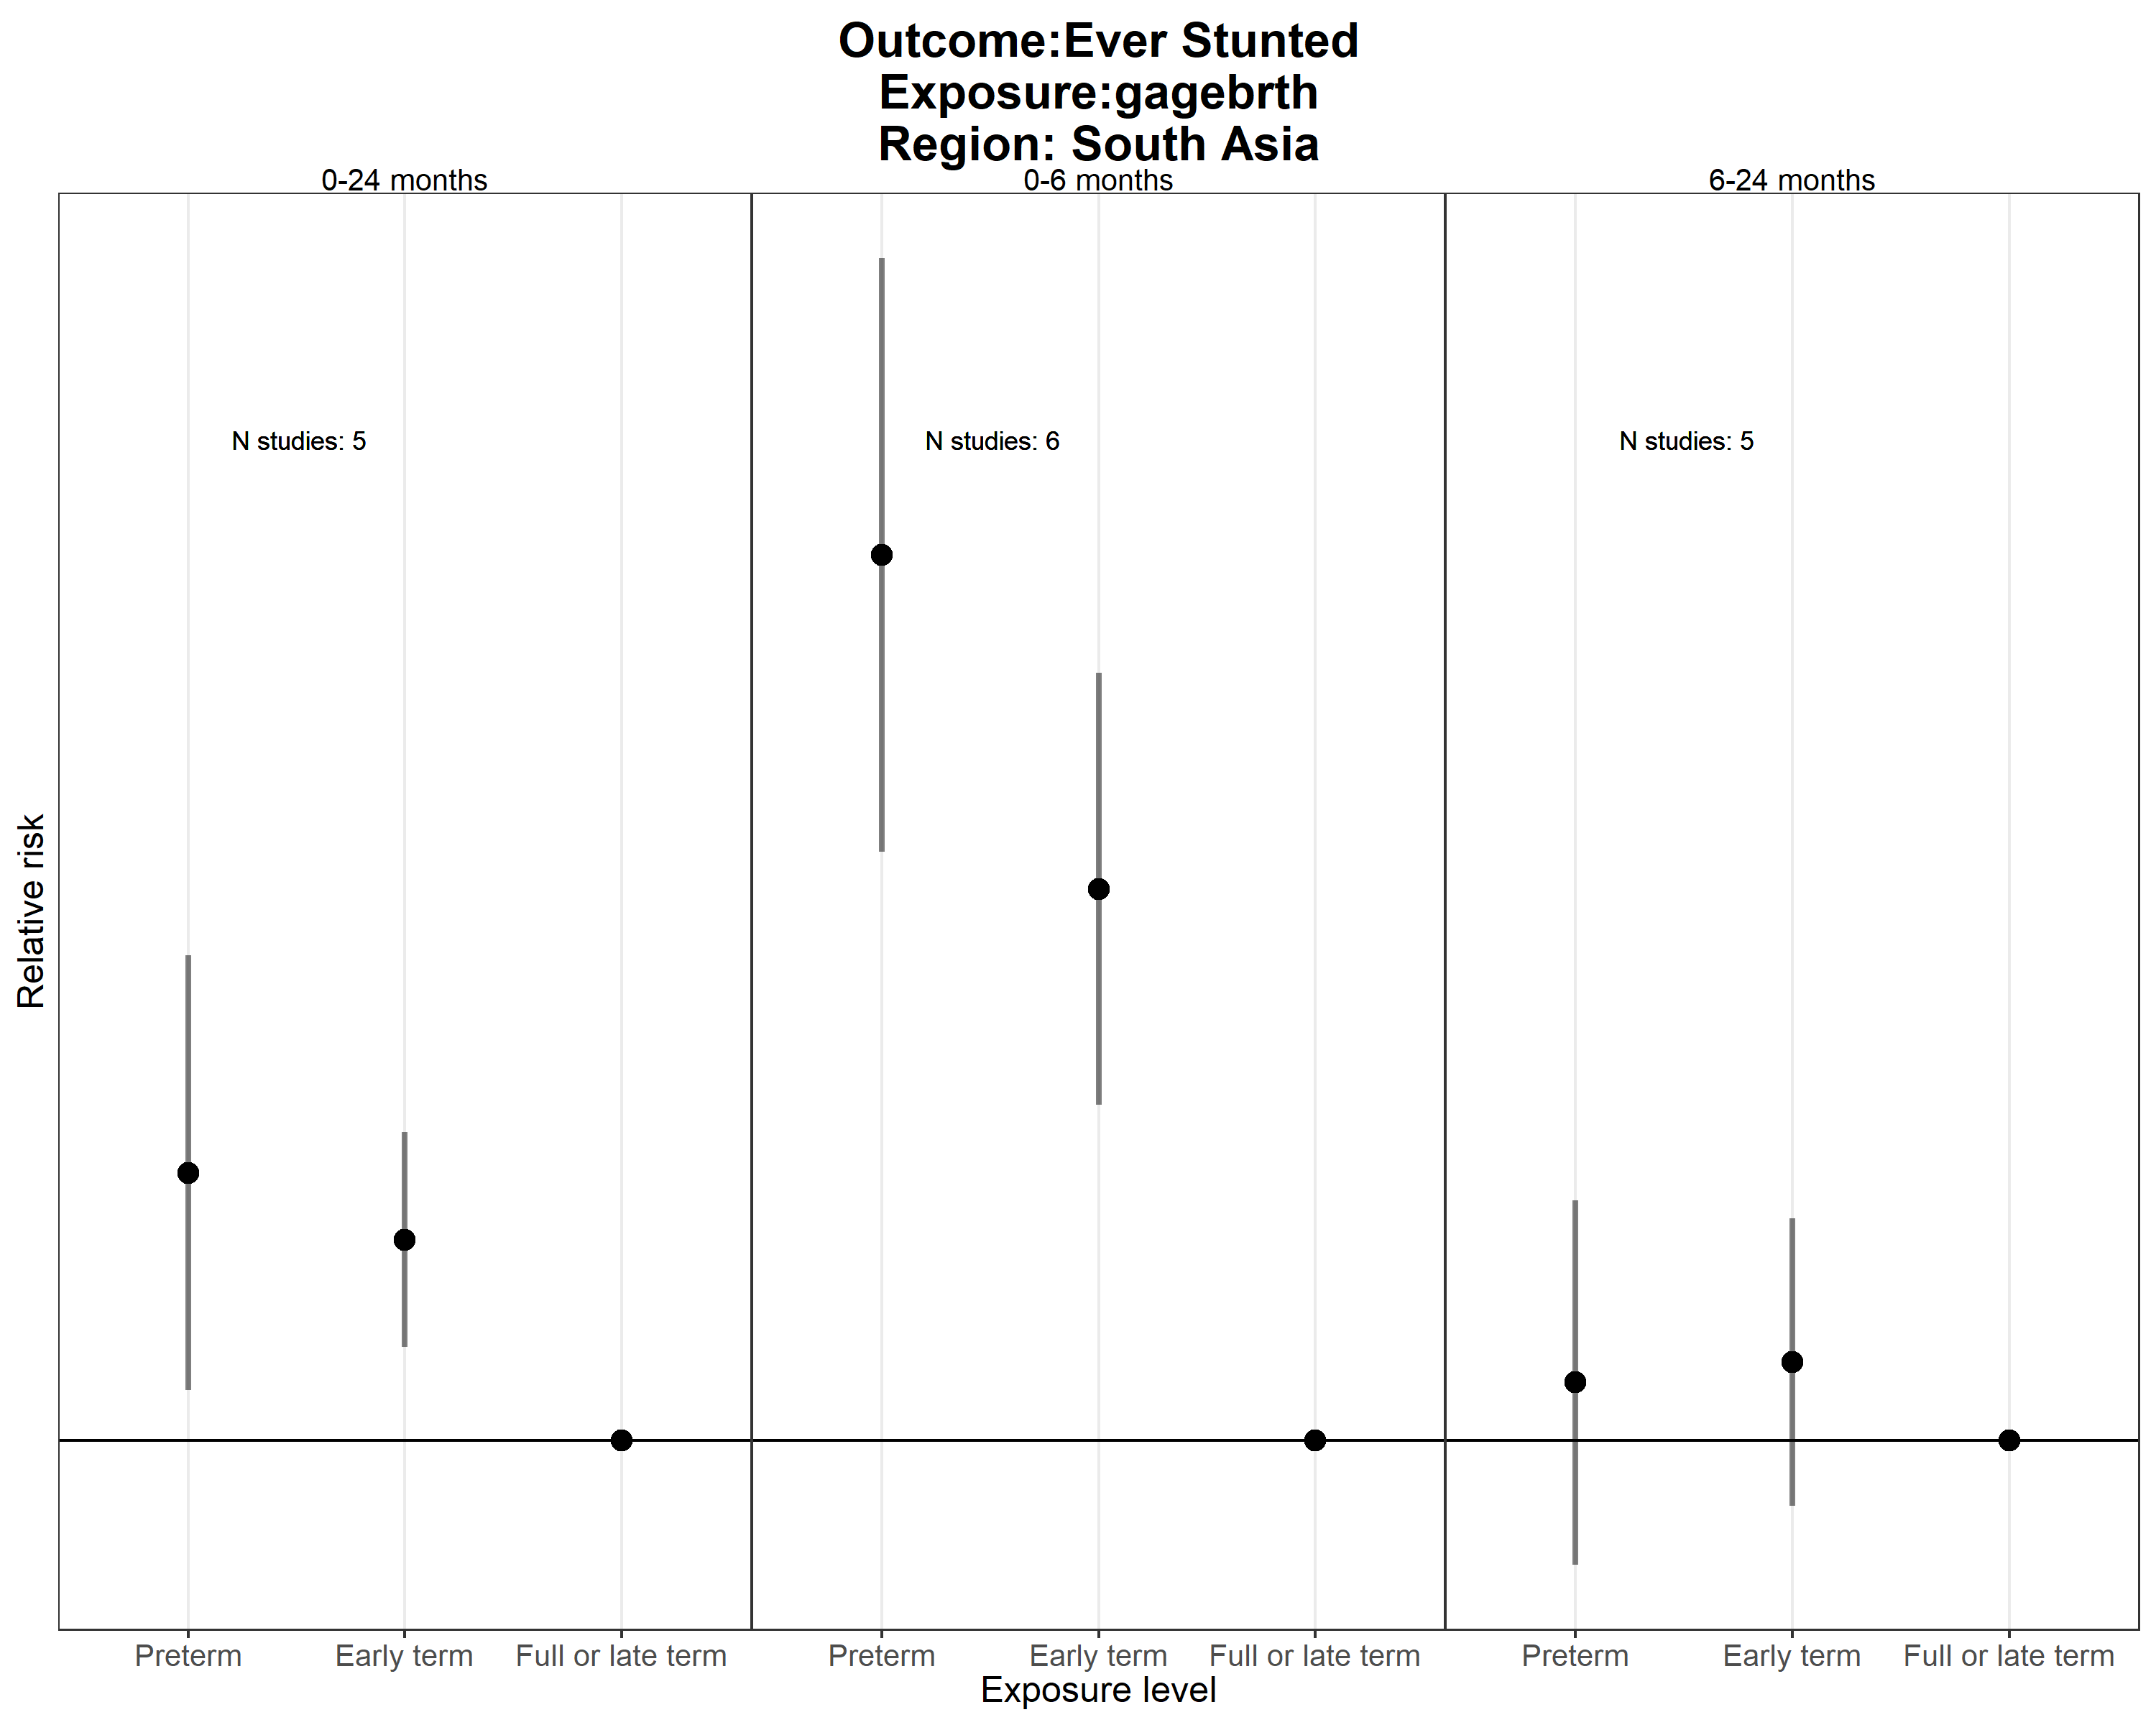 Outcome:Ever Stunted
Exposure:gagebrth
Region: South Asia
0-24 months
0-6 months
6-24 months
N studies: 5
N studies: 6
N studies: 5
Relative risk
Preterm
Early term
Full or late term
Preterm
Early term
Full or late term
Preterm
Early term
Full or late term
Exposure level